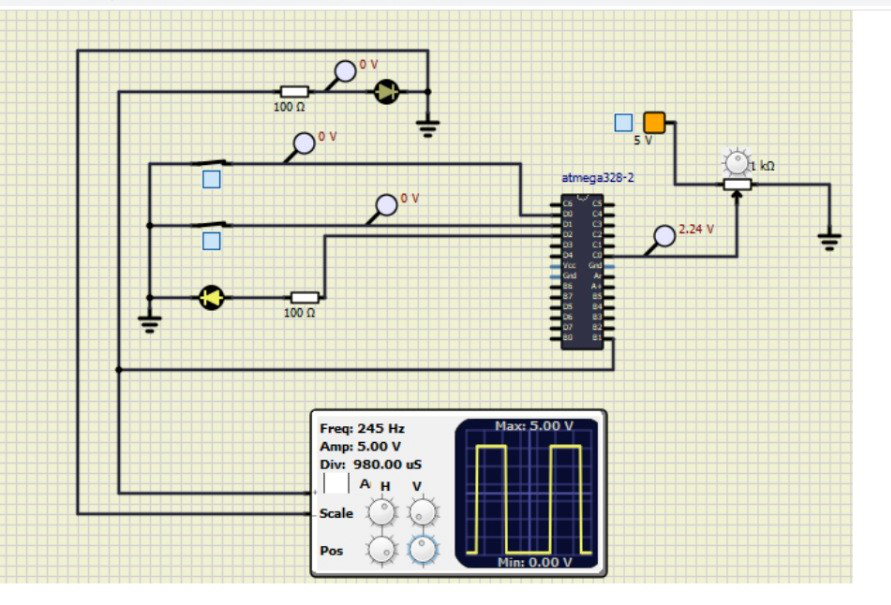 0 V
100 Ω
0 V
5 V
1 kΩ
atmega328-2
0 V
2.24 V
C6 C5
D0 C4
D1 C3
D2 C2
D3 C1
D4 C0
Vcc Gnd
Gnd Ar
B6 A+
B7 B5
D5 B4
D6 B3
D7 B2
B0 B1
100 Ω
Freq: 245 Hz
Amp: 5.00 V
Div: 980.00 uS
A H V
Scale
Pos
Max: 5.00 V
Min: 0.00 V